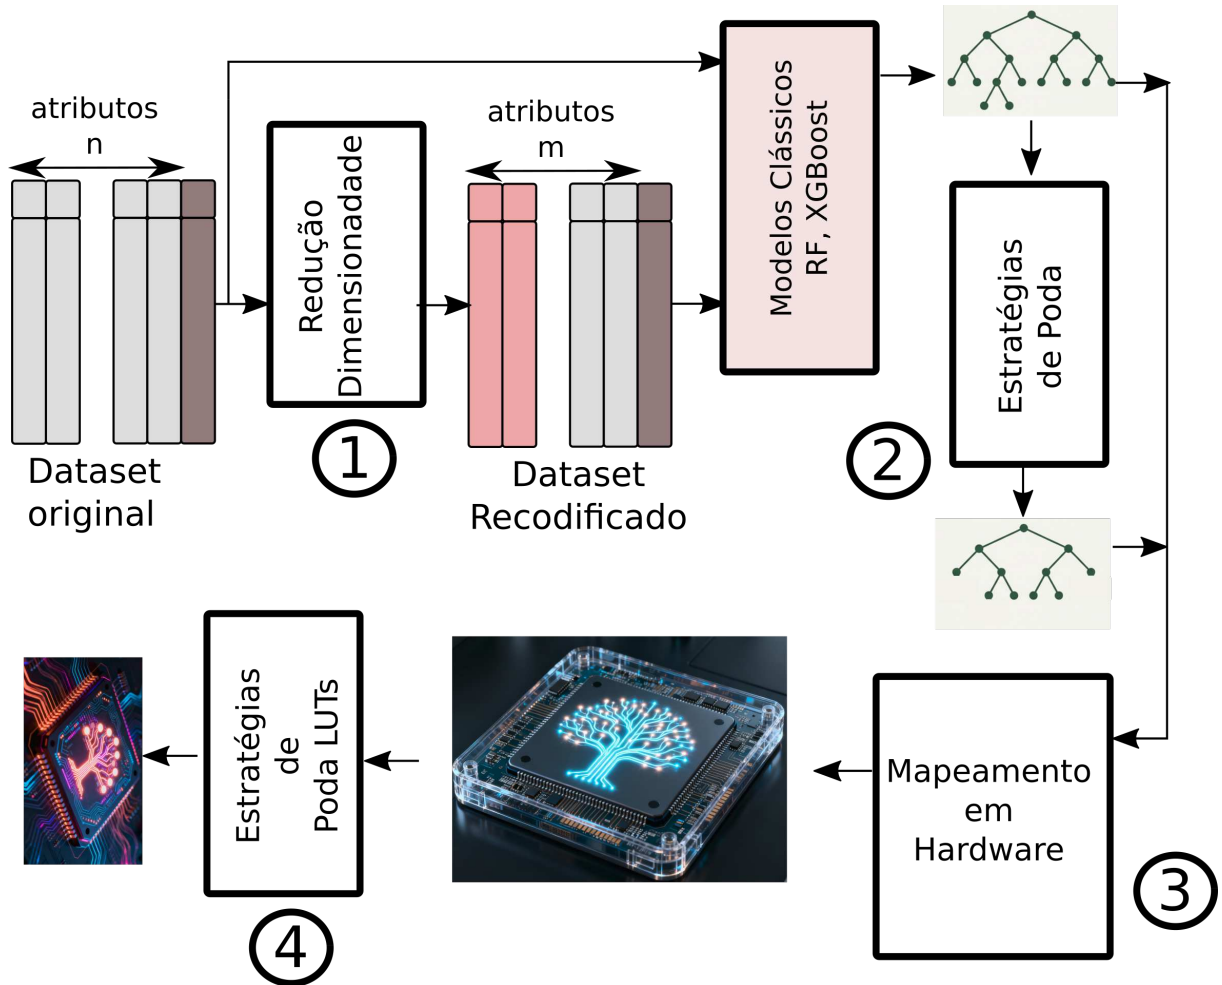 atributos
n
Dataset
original
Redução
Dimensionadade
1
atributos
m
Dataset
Recodificado
Modelos Clássicos
RF, XGBoost
2
Estratégias
de Poda
Mapeamento
em
Hardware
3
Estratégias
de
Poda LUTs
4